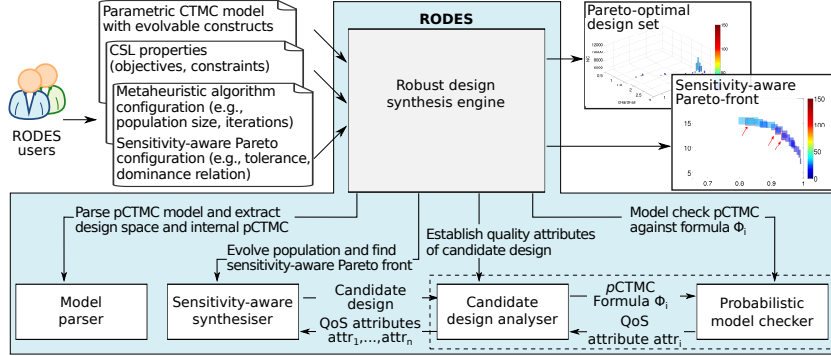 Parametric CTMC model
with evolvable constructs
CSL properties
(objectives, constraints)
Metaheuristic algorithm
configuration (e.g.,
population size, iterations)
Sensitivity-aware Pareto
configuration (e.g., tolerance,
dominance relation)
RODES
users
RODES
Robust design
synthesis engine
Pareto-optimal
design set
150
100
50
0
Sensitivity-aware
Pareto-front
15
10
5
0.7
0.8
0.9
1
150
100
50
0
Parse pCTMC model and extract
design space and internal pCTMC
Evolve population and find
sensitivity-aware Pareto front
Establish quality attributes
of candidate design
Model check pCTMC
against formula Φi
Model
parser
Sensitivity-aware
synthesiser
Candidate
design
QoS attributes
attr1,...,attrn
Candidate
design analyser
pCTMC
Formula Φi
QoS
attribute attri
Probabilistic
model checker